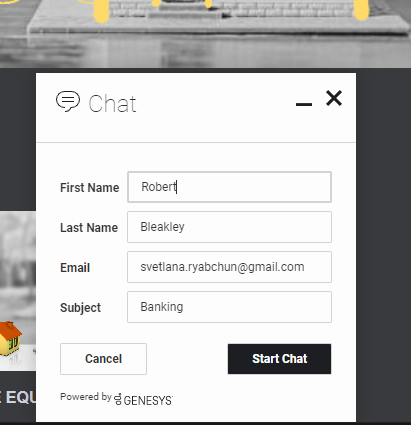 Chat
First Name Robert
Last Name Bleakley
Email svetlana.ryabchun@gmail.com
Subject Banking
Cancel Start Chat
E EQU
Powered by GENESYS